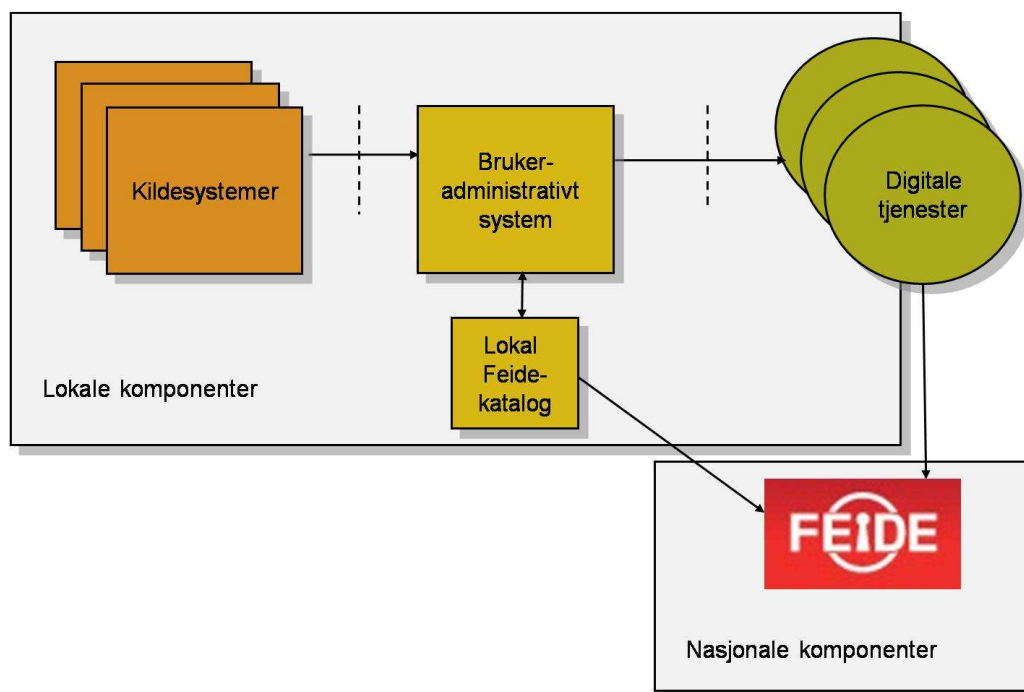 Kildesystemer
Bruker-
administrativt
system
Digitale
tjenester
Lokal
Feide-
katalog
Lokale komponenter
FEIDE
Nasjonale komponenter